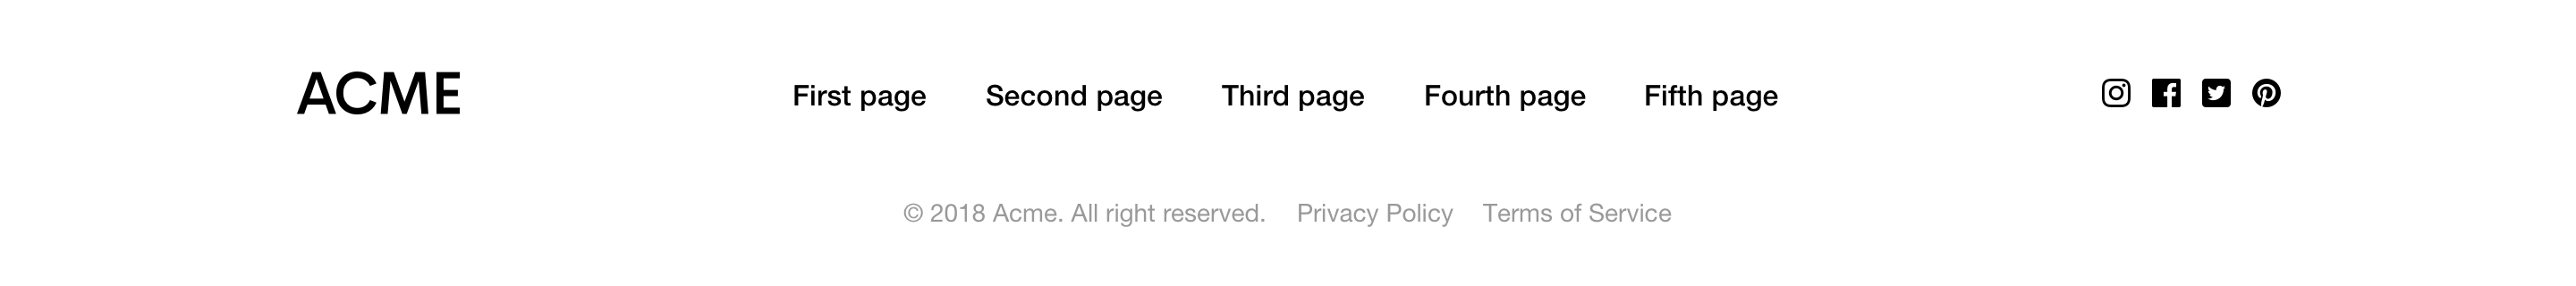 ACME First page Second page Third page Fourth page Fifth page
© 2018 Acme. All right reserved. Privacy Policy Terms of Service